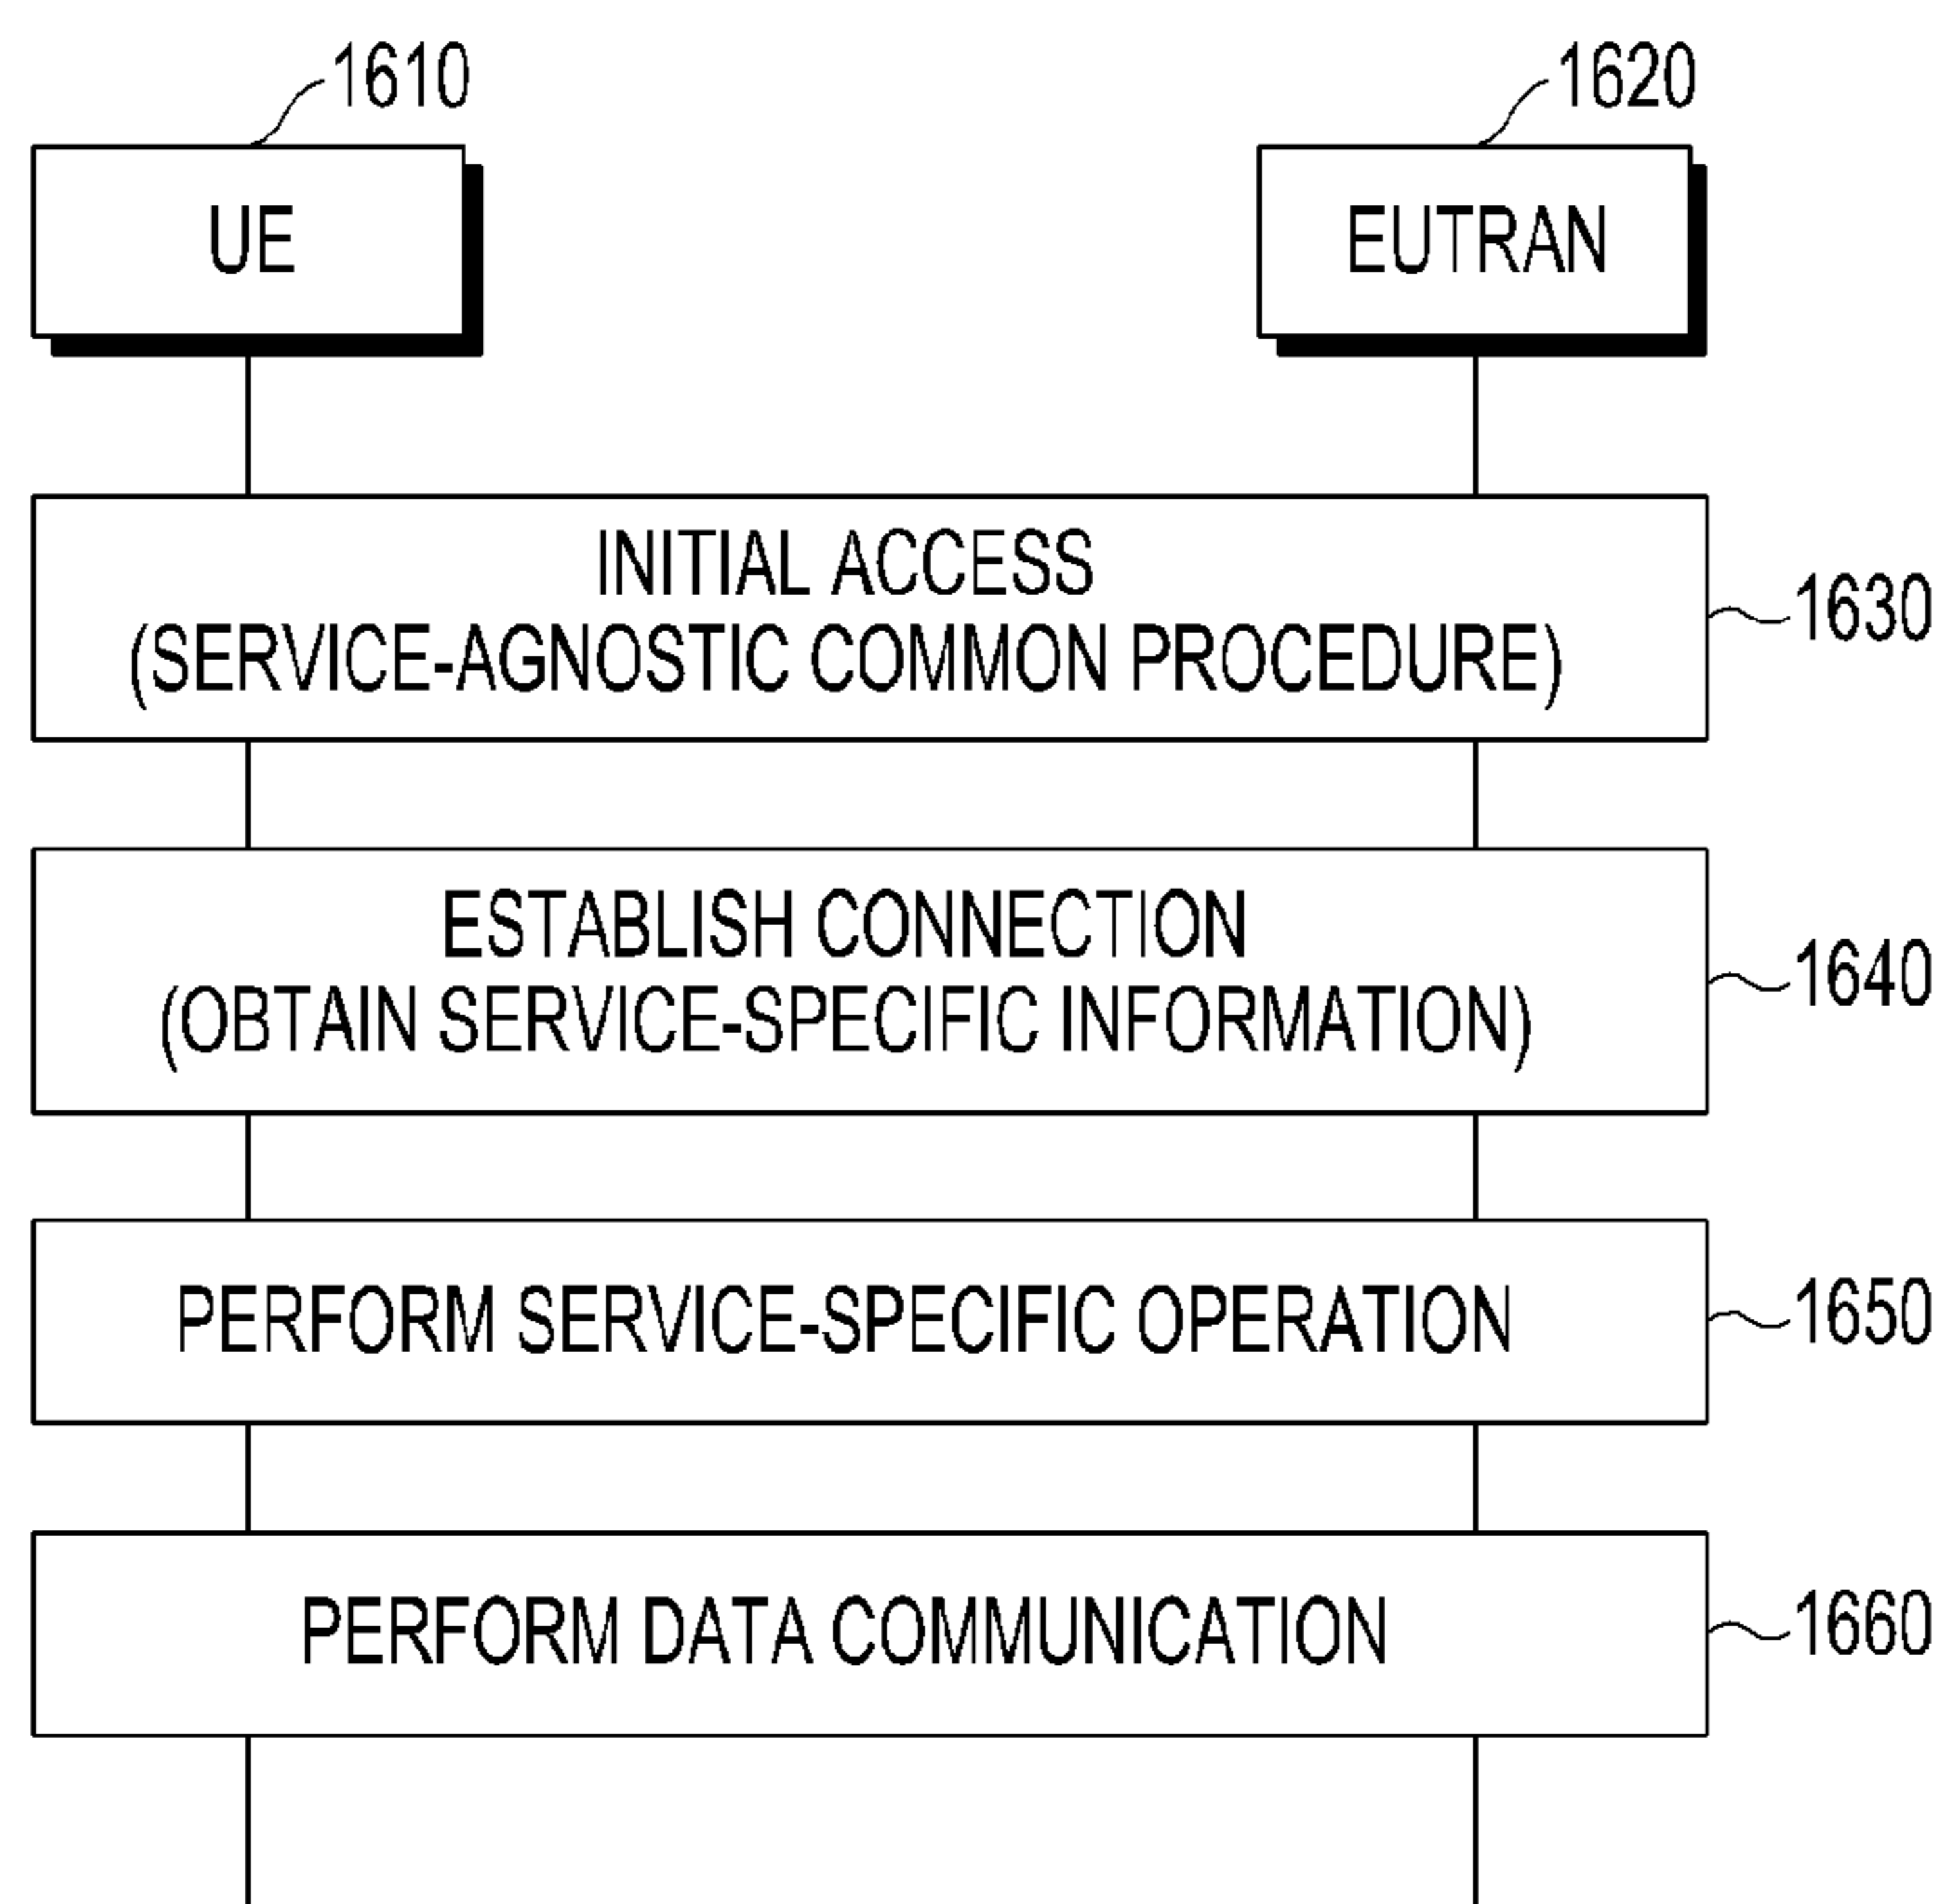 1610
1620
UE
EUTRAN
INITIAL ACCESS
(SERVICE-AGNOSTIC COMMON PROCEDURE)
1630
ESTABLISH CONNECTION
(OBTAIN SERVICE-SPECIFIC INFORMATION)
1640
PERFORM SERVICE-SPECIFIC OPERATION
1650
PERFORM DATA COMMUNICATION
1660